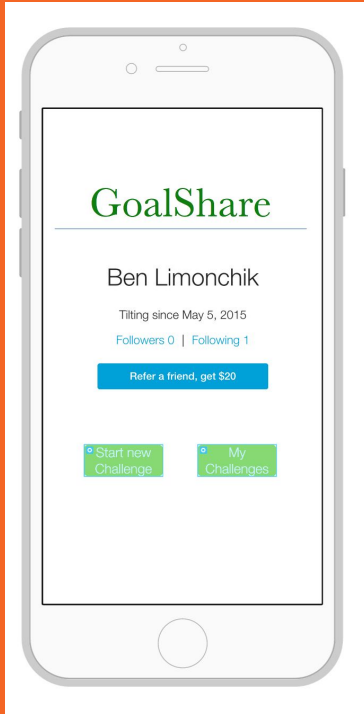 GoalShare
Ben Limonchik
Tilting since May 5, 2015
Followers 0 | Following 1
Refer a friend, get $20
Start new
Challenge
My
Challenges